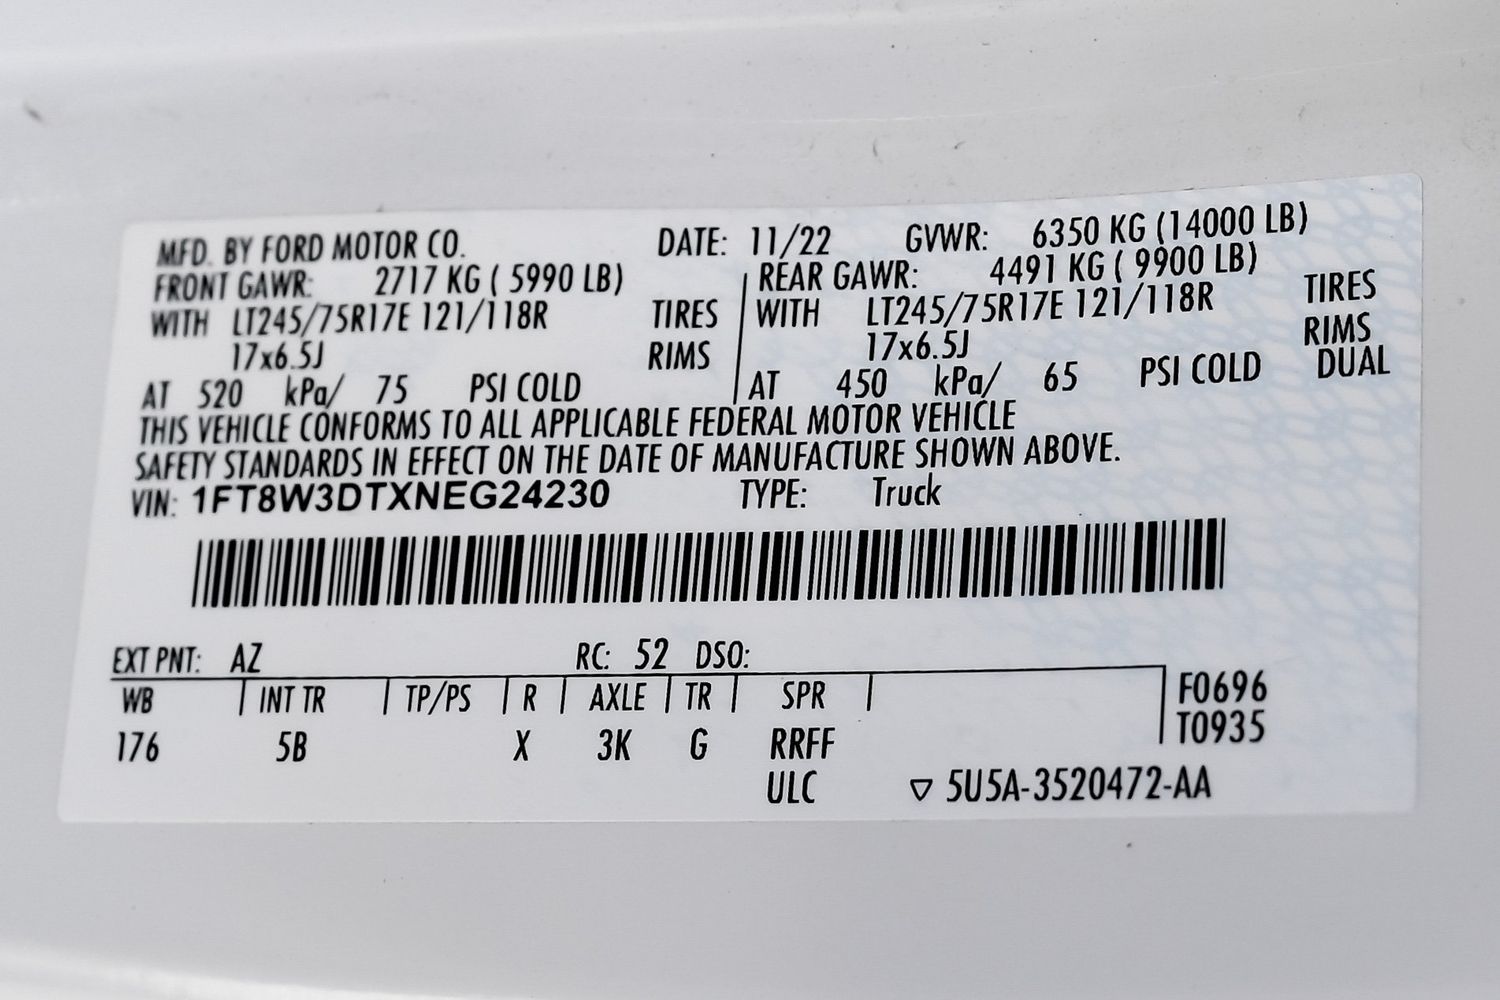 MFD. BY FORD MOTOR CO. DATE: 11/22 GVWR: 6350 KG (14000 LB)
FRONT GAWR: 2717 KG ( 5990 LB) REAR GAWR: 4491 KG ( 9900 LB)
WITH LT245/75R17E 121/118R TIRES WITH LT245/75R17E 121/118R TIRES
17x6.5J RIMS 17x6.5J RIMS
AT 520 kPa/ 75 PSI COLD AT 450 kPa/ 65 PSI COLD DUAL
THIS VEHICLE CONFORMS TO ALL APPLICABLE FEDERAL MOTOR VEHICLE
SAFETY STANDARDS IN EFFECT ON THE DATE OF MANUFACTURE SHOWN ABOVE.
VIN: 1FT8W3DTXNEG24230 TYPE: Truck
EXT PNT: AZ RC: 52 DSO:
WB INT TR TP/PS R AXLE TR SPR F0696
T0935
176 5B X 3K G RRFF
ULC ▽ 5U5A-3520472-AA